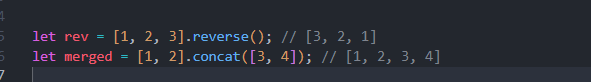 let rev = [1, 2, 3].reverse(); // [3, 2, 1]
let merged = [1, 2].concat([3, 4]); // [1, 2, 3, 4]